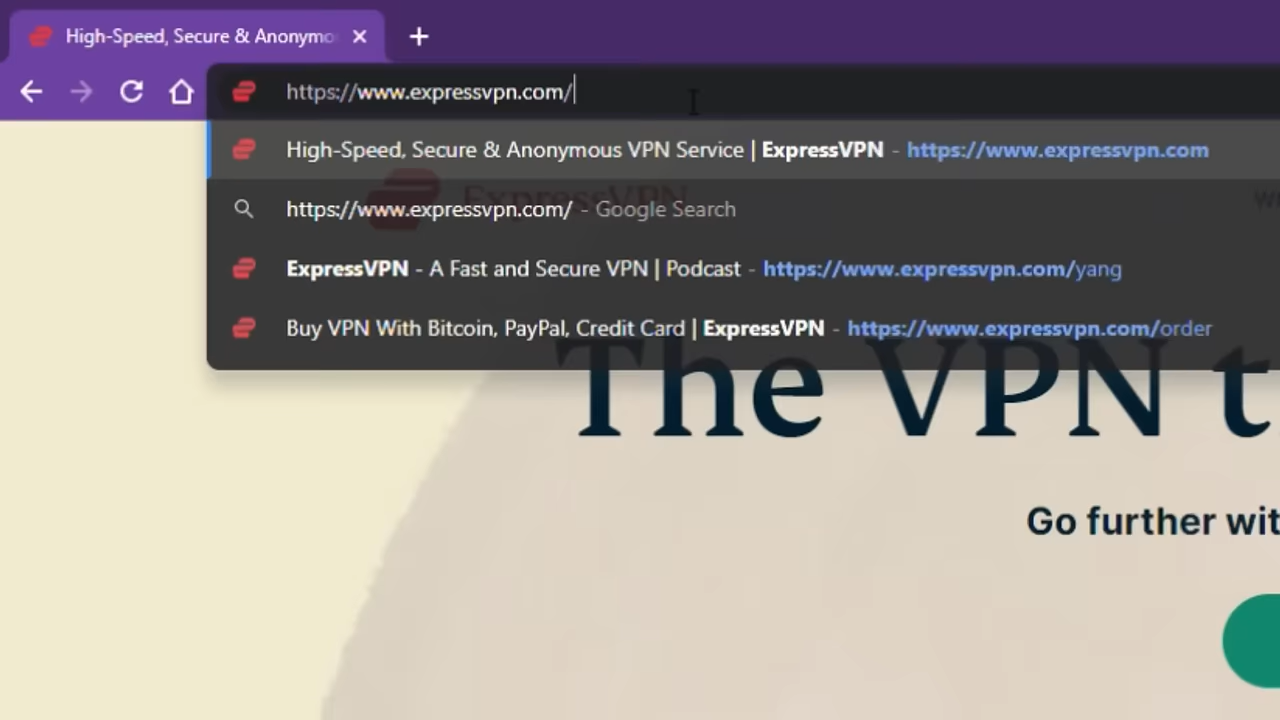 High-Speed, Secure & Anonymo
https://www.expressvpn.com/
High-Speed, Secure & Anonymous VPN Service | ExpressVPN - https://www.expressvpn.com
ExpressVPN
https://www.expressvpn.com/ - Google Search
ExpressVPN - A Fast and Secure VPN | Podcast - https://www.expressvpn.com/yang
Buy VPN With Bitcoin, PayPal, Credit Card | ExpressVPN - https://www.expressvpn.com/order
The VPN t
Go further wit